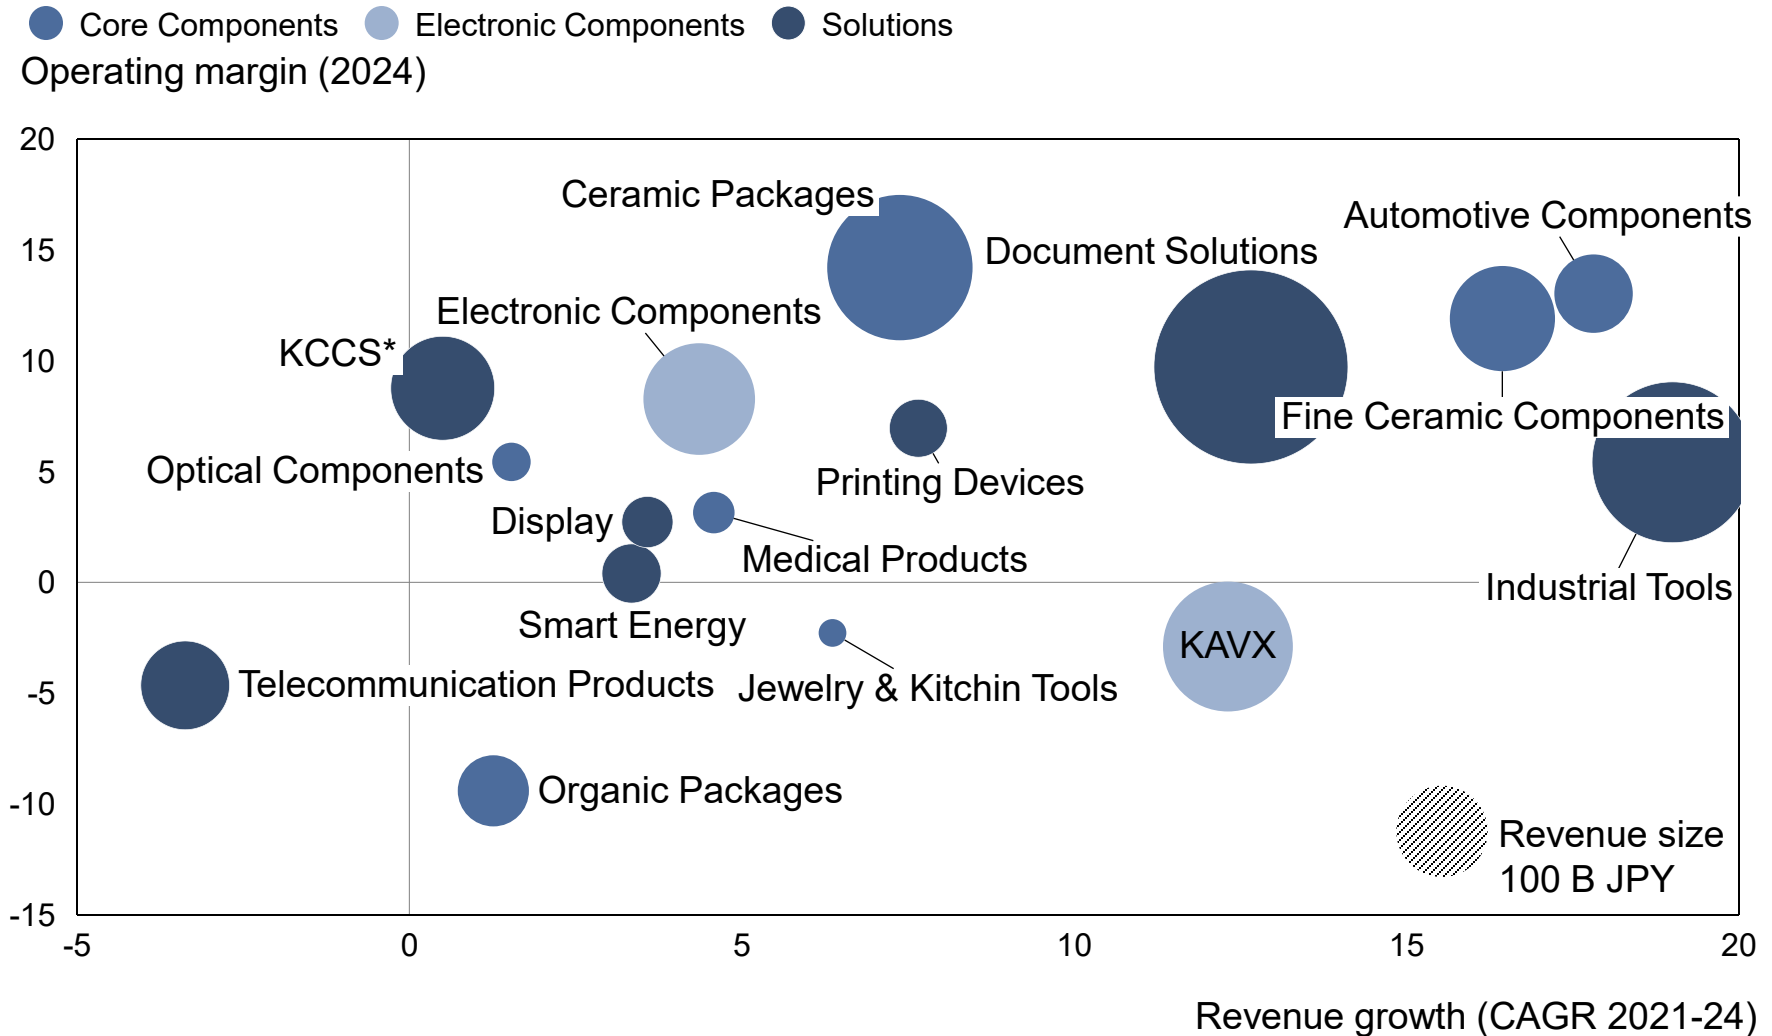 Core Components
Electronic Components
Solutions
Operating margin (2024)
20
15
10
5
0
-5
-10
-15
Ceramic Packages
Automotive Components
Document Solutions
Electronic Components
KCCS*
Fine Ceramic Components
Optical Components
Printing Devices
Display
Medical Products
Industrial Tools
Smart Energy
KAVX
Telecommunication Products
Jewelry & Kitchin Tools
Organic Packages
Revenue size
100 B JPY
-5
0
5
10
15
20
Revenue growth (CAGR 2021-24)